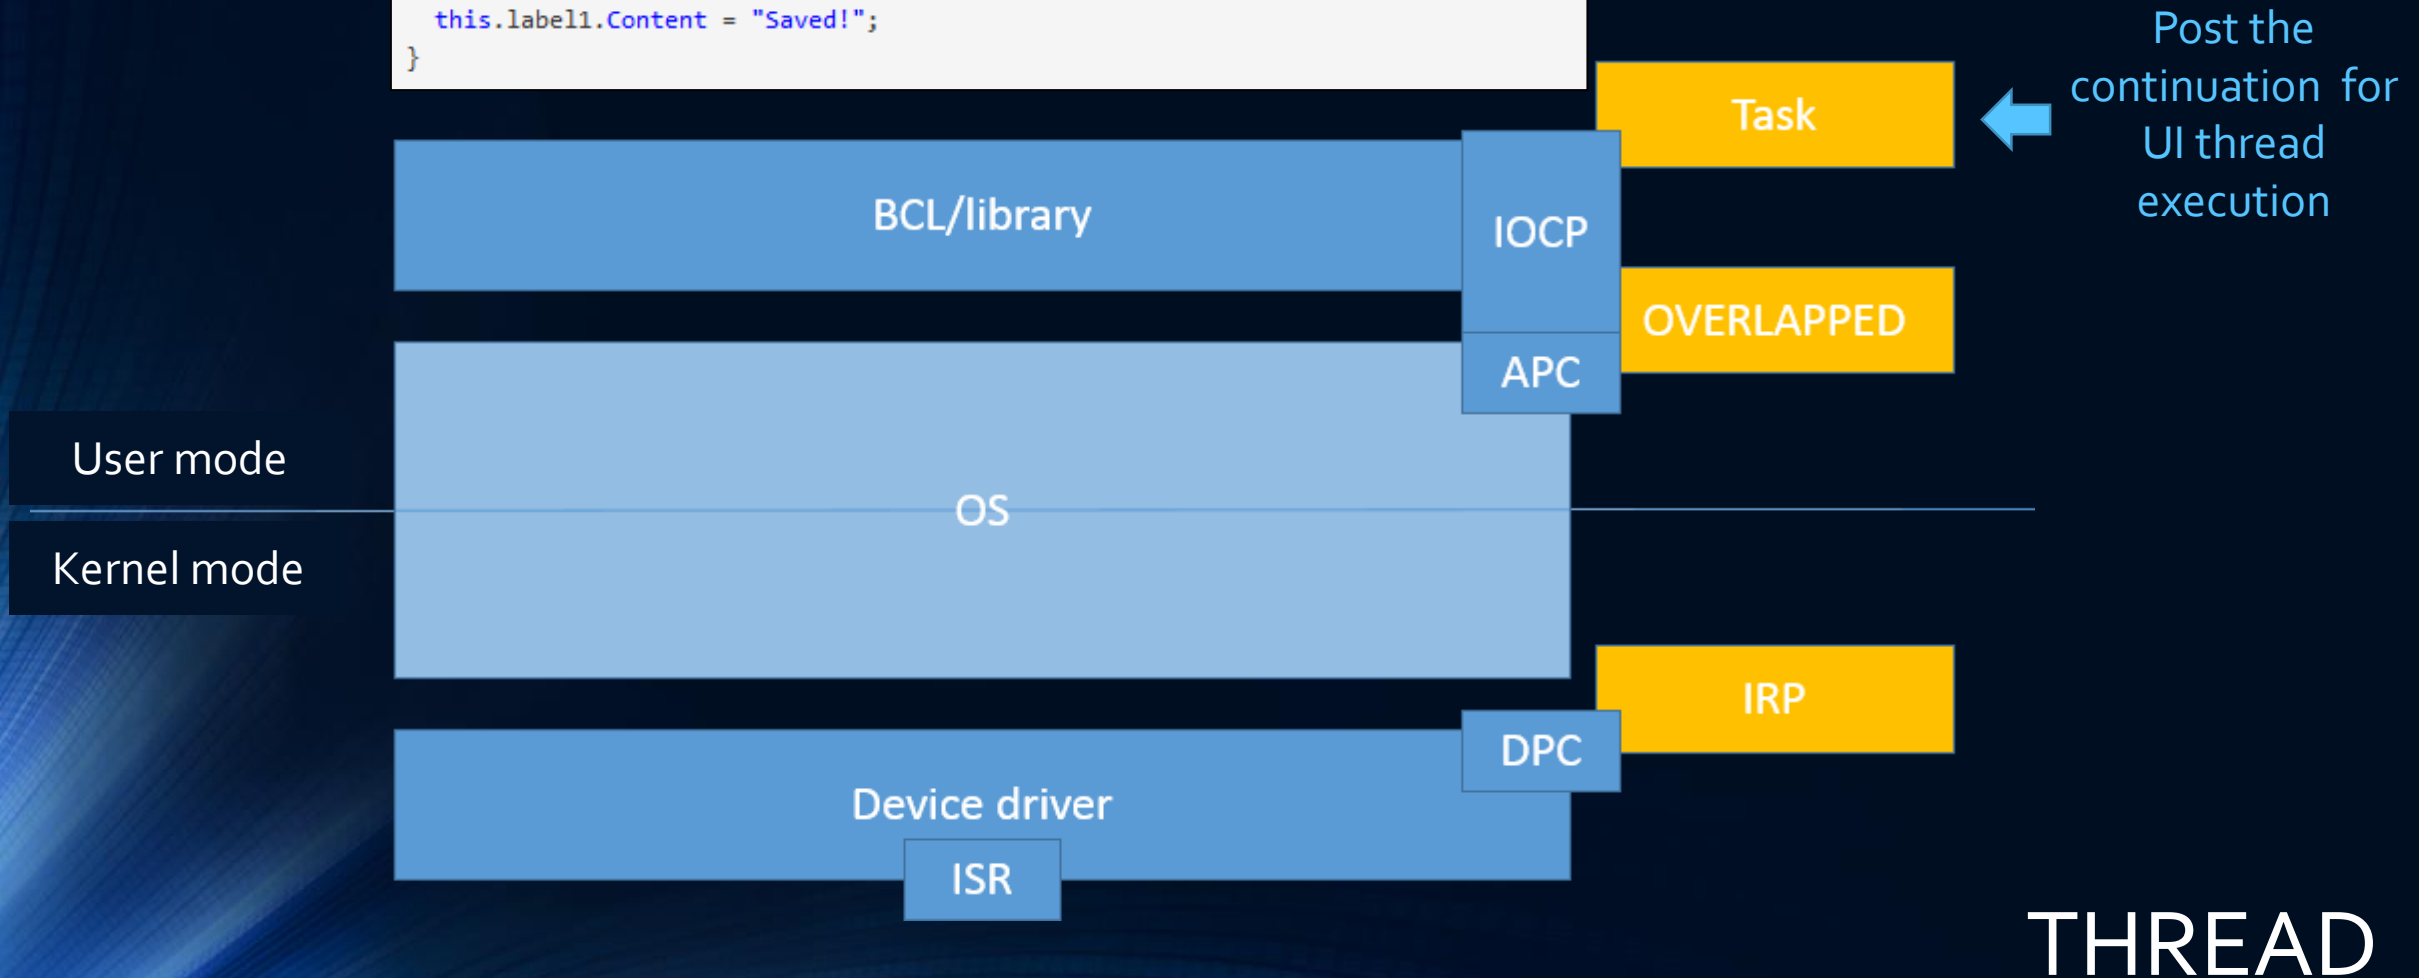 this.label1.Content = "Saved!";
}
Post the
continuation for
UI thread
execution
Task
BCL/library
IOCP
OVERLAPPED
APC
User mode
OS
Kernel mode
IRP
DPC
Device driver
ISR
THREAD